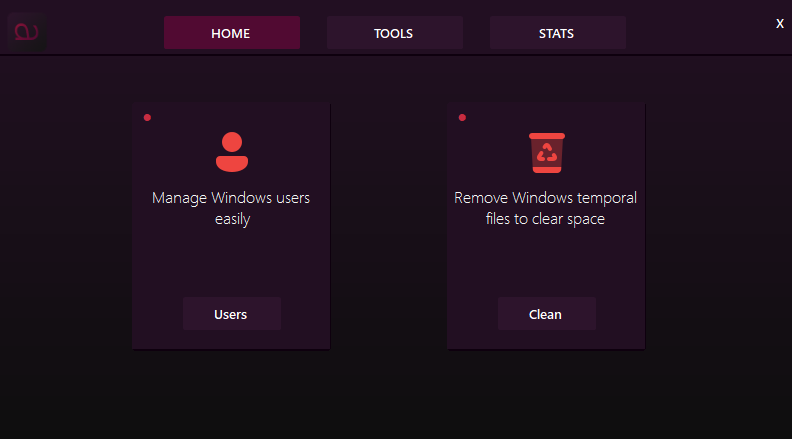 HOME
TOOLS
STATS
X
Manage Windows users
easily
Users
Remove Windows temporal
files to clear space
Clean